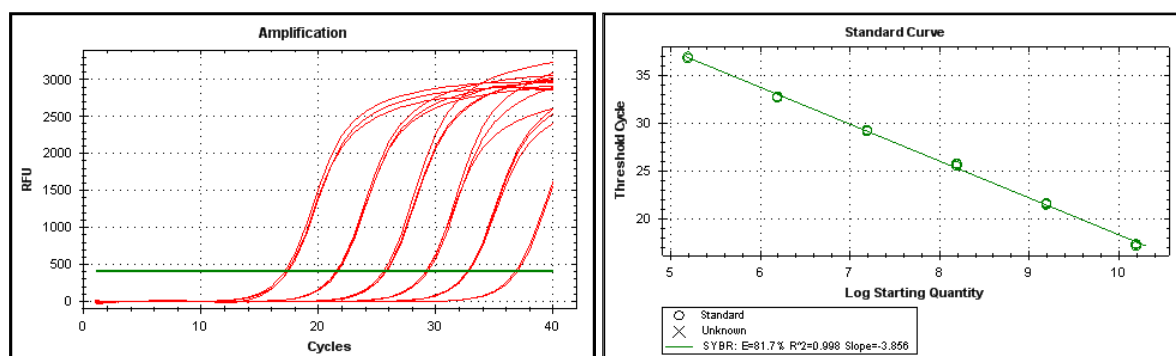 Amplification
3000
2500
2000
1500
1000
500
0
RFU
0
10
20
30
40
Cycles
Standard Curve
35
30
25
20
Threshold Cycle
5
6
7
8
9
10
Log Starting Quantity
Standard
Unknown
SYBR: E=81.7% R^2=0.998 Slope=-3.856